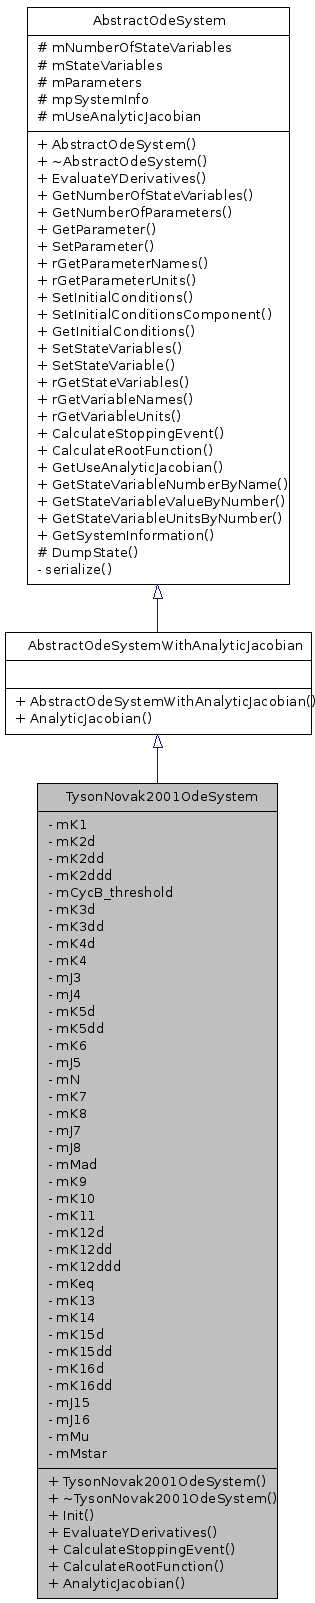 AbstractOdeSystem
# mNumberOfStateVariables
# mStateVariables
# mParameters
# mpSystemInfo
# mUseAnalyticJacobian
+ AbstractOdeSystem()
+ ~AbstractOdeSystem()
+ EvaluateYDerivatives()
+ GetNumberOfStateVariables()
+ GetNumberOfParameters()
+ GetParameter()
+ SetParameter()
+ rGetParameterNames()
+ rGetParameterUnits()
+ SetInitialConditions()
+ SetInitialConditionsComponent()
+ GetInitialConditions()
+ SetStateVariables()
+ SetStateVariable()
+ rGetStateVariables()
+ rGetVariableNames()
+ rGetVariableUnits()
+ CalculateStoppingEvent()
+ CalculateRootFunction()
+ GetUseAnalyticJacobian()
+ GetStateVariableNumberByName()
+ GetStateVariableValueByNumber()
+ GetStateVariableUnitsByNumber()
+ GetSystemInformation()
# DumpState()
- serialize()
AbstractOdeSystemWithAnalyticJacobian
+ AbstractOdeSystemWithAnalyticJacobian()
+ AnalyticJacobian()
TysonNovak2001OdeSystem
- mK1
- mK2d
- mK2dd
- mK2ddd
- mCycB_threshold
- mK3d
- mK3dd
- mK4d
- mK4
- mJ3
- mJ4
- mK5d
- mK5dd
- mK6
- mJ5
- mN
- mK7
- mK8
- mJ7
- mJ8
- mMad
- mK9
- mK10
- mK11
- mK12d
- mK12dd
- mK12ddd
- mKeq
- mK13
- mK14
- mK15d
- mK15dd
- mK16d
- mK16dd
- mJ15
- mJ16
- mMu
- mMstar
+ TysonNovak2001OdeSystem()
+ ~TysonNovak2001OdeSystem()
+ Init()
+ EvaluateYDerivatives()
+ CalculateStoppingEvent()
+ CalculateRootFunction()
+ AnalyticJacobian()